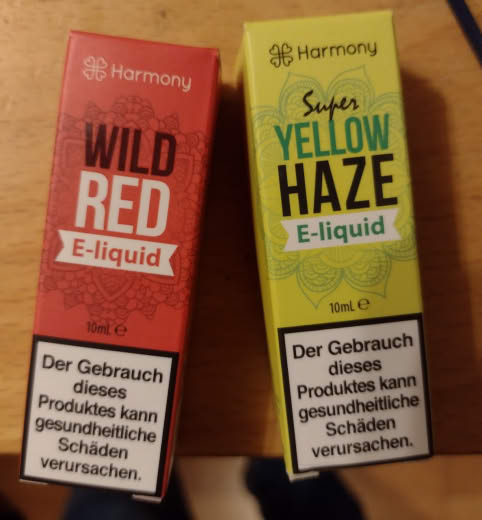 Harmony
WILD
RED
E-liquid
10mL e
Der Gebrauch
dieses
Produktes kann
gesundheitliche
Schäden
verursachen.
Harmony
Super
YELLOW
HAZE
E-liquid
10mL e
Der Gebrauch
dieses
Produktes kann
gesundheitliche
Schäden
verursachen.